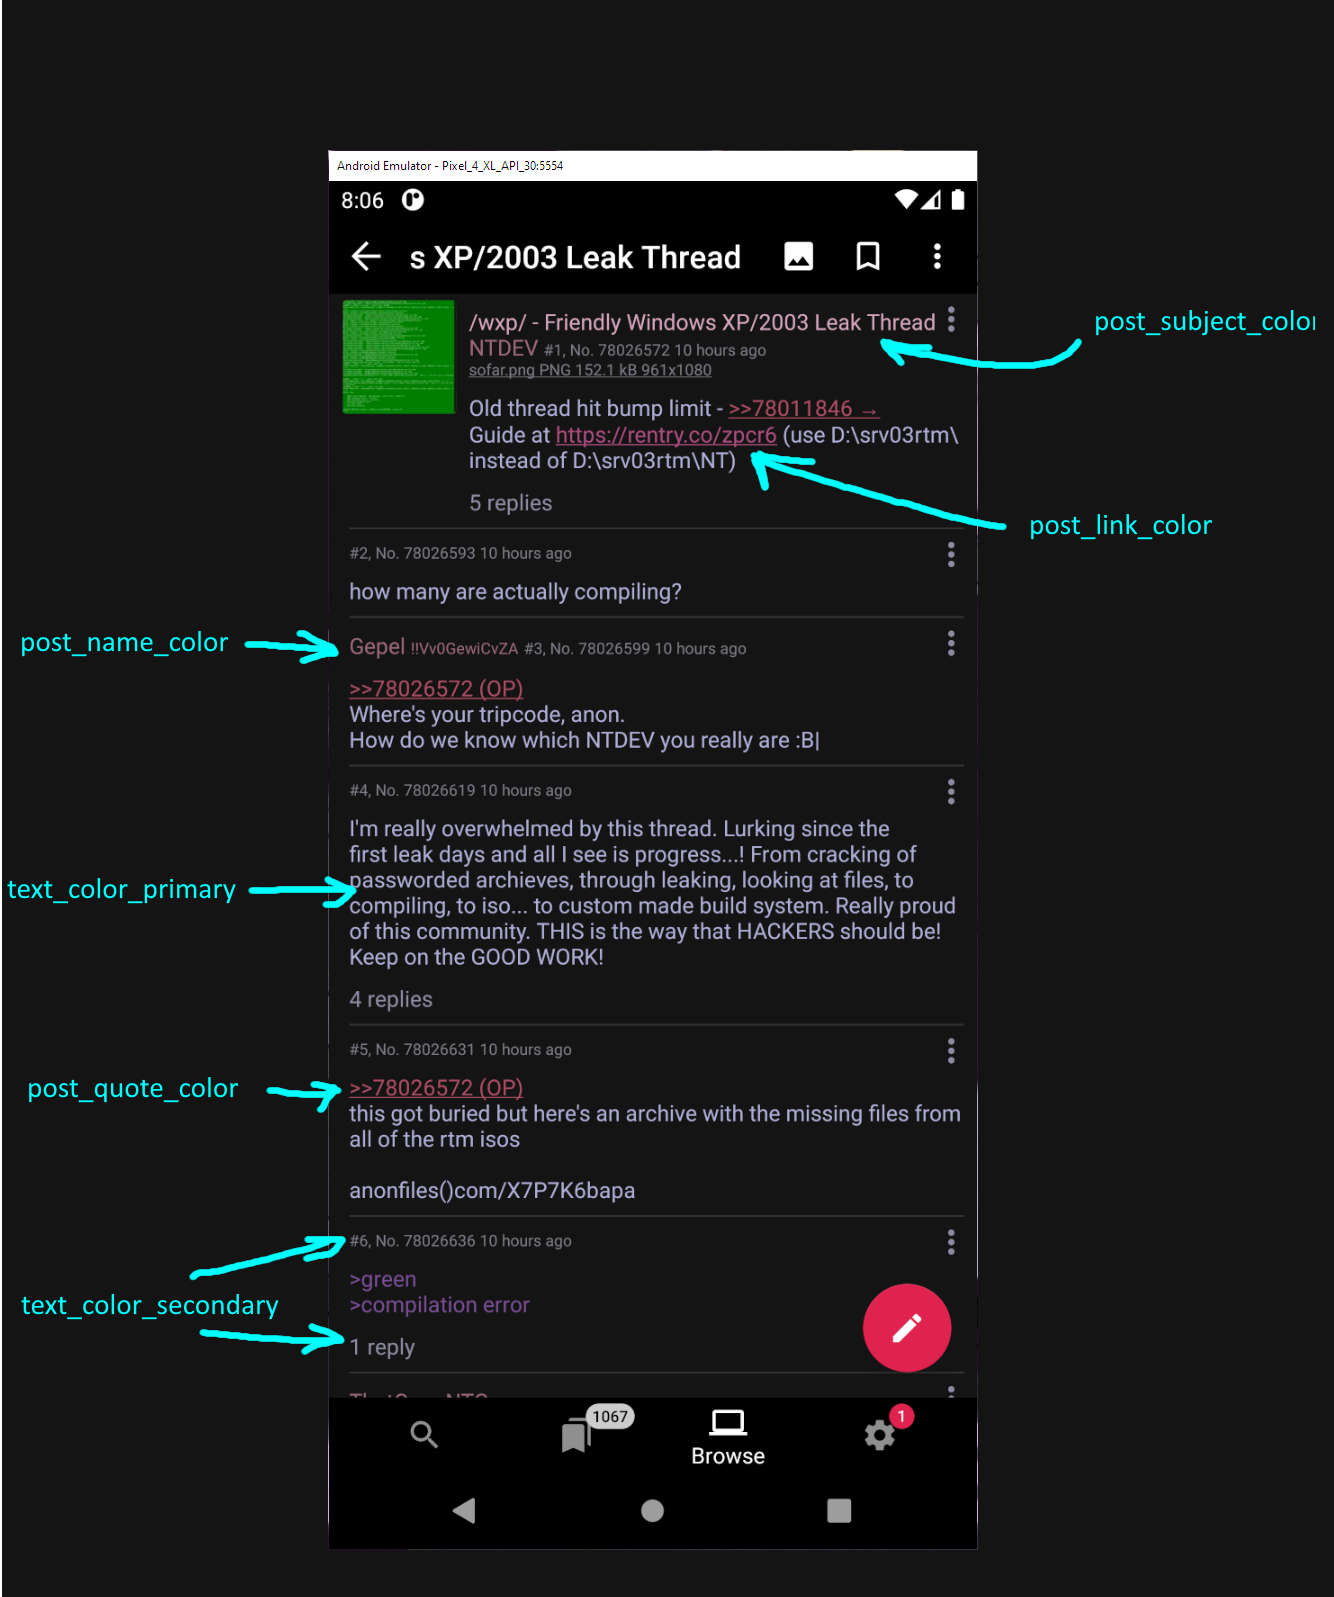 Android Emulator - Pixel_4_XL_API_30:5554
8:06
s XP/2003 Leak Thread
/wxp/ - Friendly Windows XP/2003 Leak Thread
post_subject_color
NTDEV #1, No. 78026572 10 hours ago
sofar.png PNG 152.1 kB 961x1080
Old thread hit bump limit - >>78011846 →
Guide at https://rentry.co/zpcr6 (use D:\srv03rtm\
instead of D:\srv03rtm\NT)
5 replies
post_link_color
#2, No. 78026593 10 hours ago
how many are actually compiling?
post_name_color
Gepel !!Vv0GewiCvZA #3, No. 78026599 10 hours ago
>>78026572 (OP)
Where's your tripcode, anon.
How do we know which NTDEV you really are :B|
#4, No. 78026619 10 hours ago
I'm really overwhelmed by this thread. Lurking since the
first leak days and all I see is progress...! From cracking of
text_color_primary
passworded archieves, through leaking, looking at files, to
compiling, to iso... to custom made build system. Really proud
of this community. THIS is the way that HACKERS should be!
Keep on the GOOD WORK!
4 replies
#5, No. 78026631 10 hours ago
post_quote_color
>>78026572 (OP)
this got buried but here's an archive with the missing files from
all of the rtm isos
anonfiles()com/X7P7K6bapa
#6, No. 78026636 10 hours ago
>green
text_color_secondary
>compilation error
1 reply
1067
1
Browse